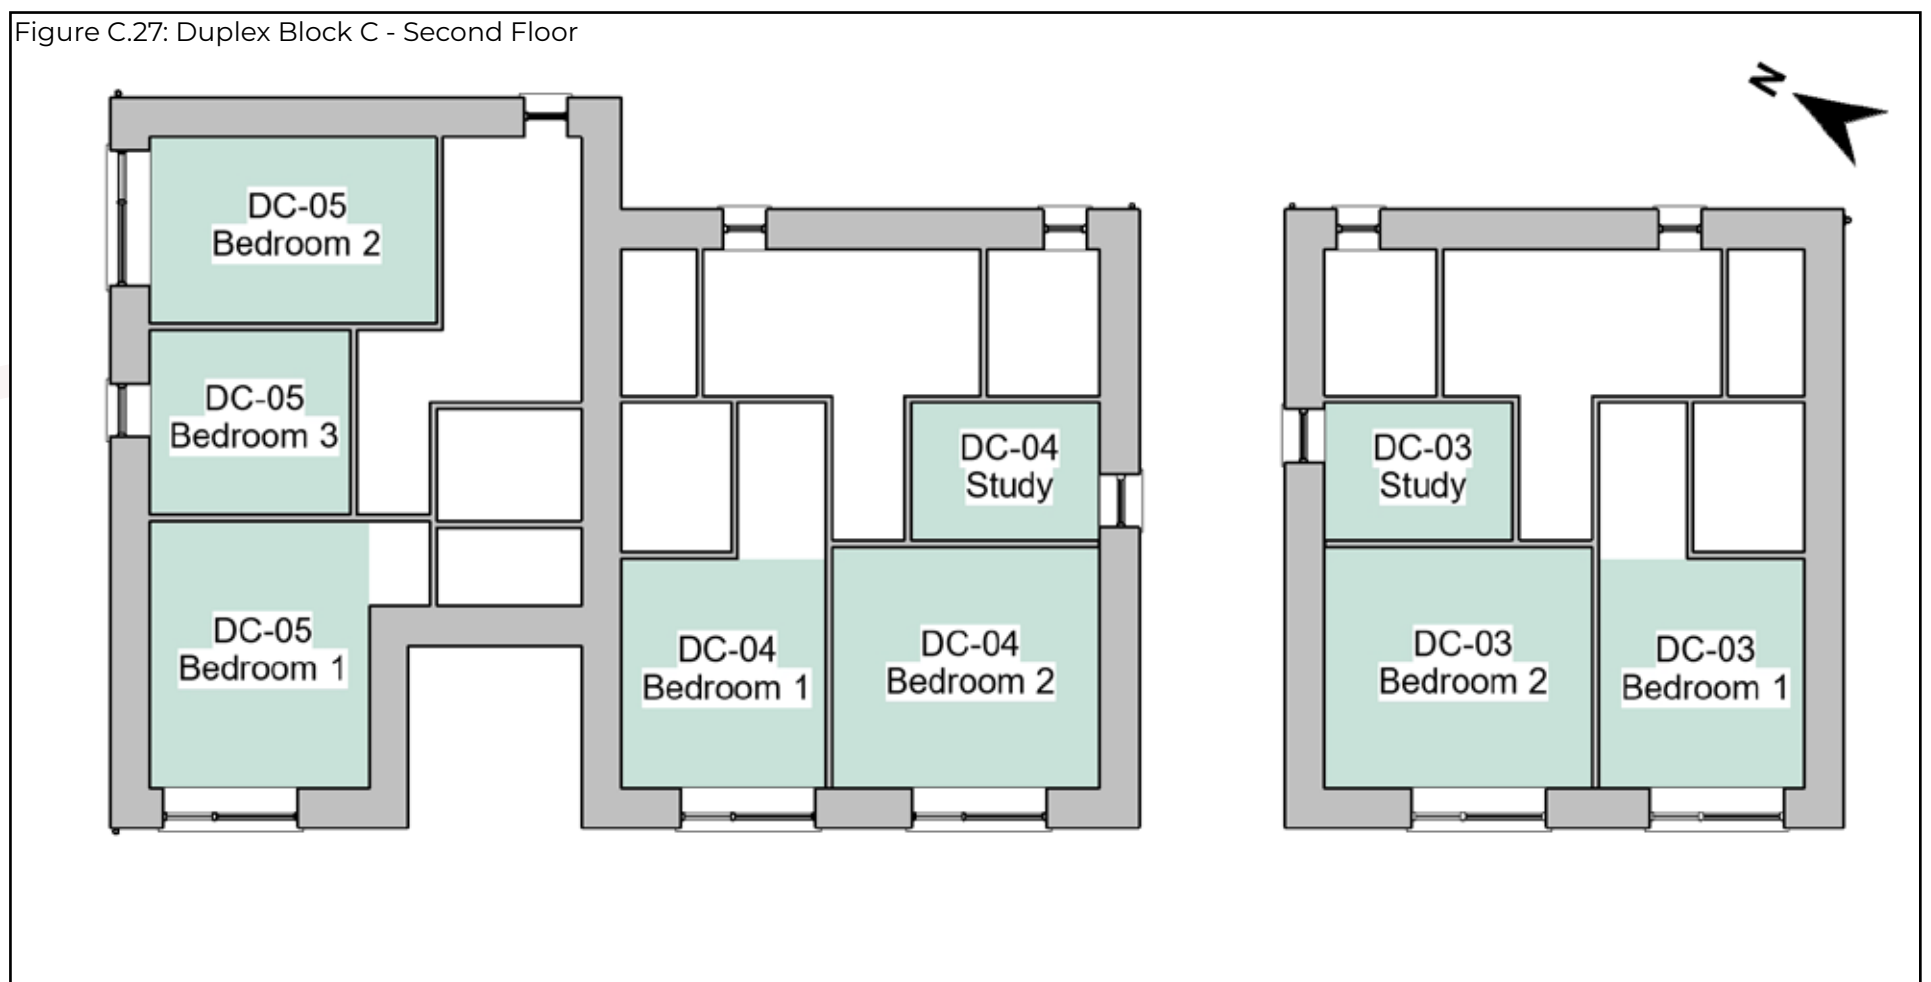 Figure C.27: Duplex Block C - Second Floor
N
DC-05
Bedroom 2
DC-05
Bedroom 3
DC-05
Bedroom 1
DC-04
Study
DC-04
Bedroom 1
DC-04
Bedroom 2
DC-03
Study
DC-03
Bedroom 2
DC-03
Bedroom 1